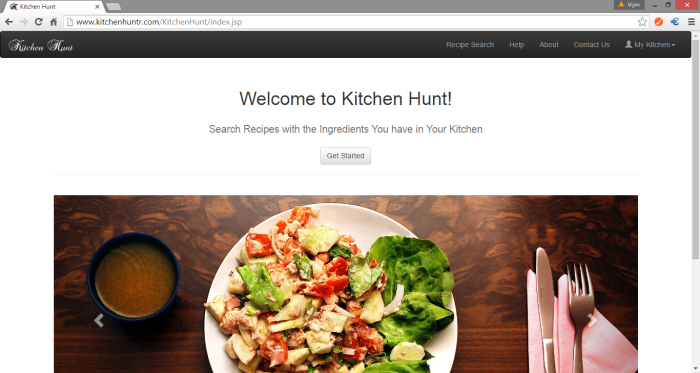 Kitchen Hunt
Vijini
www.kitchenhuntr.com/KitchenHunt/index.jsp
Kitchen Hunt
Recipe Search
Help
About
Contact Us
My Kitchen
Welcome to Kitchen Hunt!
Search Recipes with the Ingredients You have in Your Kitchen
Get Started